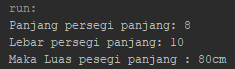 run:
Panjang persegi panjang: 8
Lebar persegi panjang: 10
Maka Luas pesegi panjang : 80cm